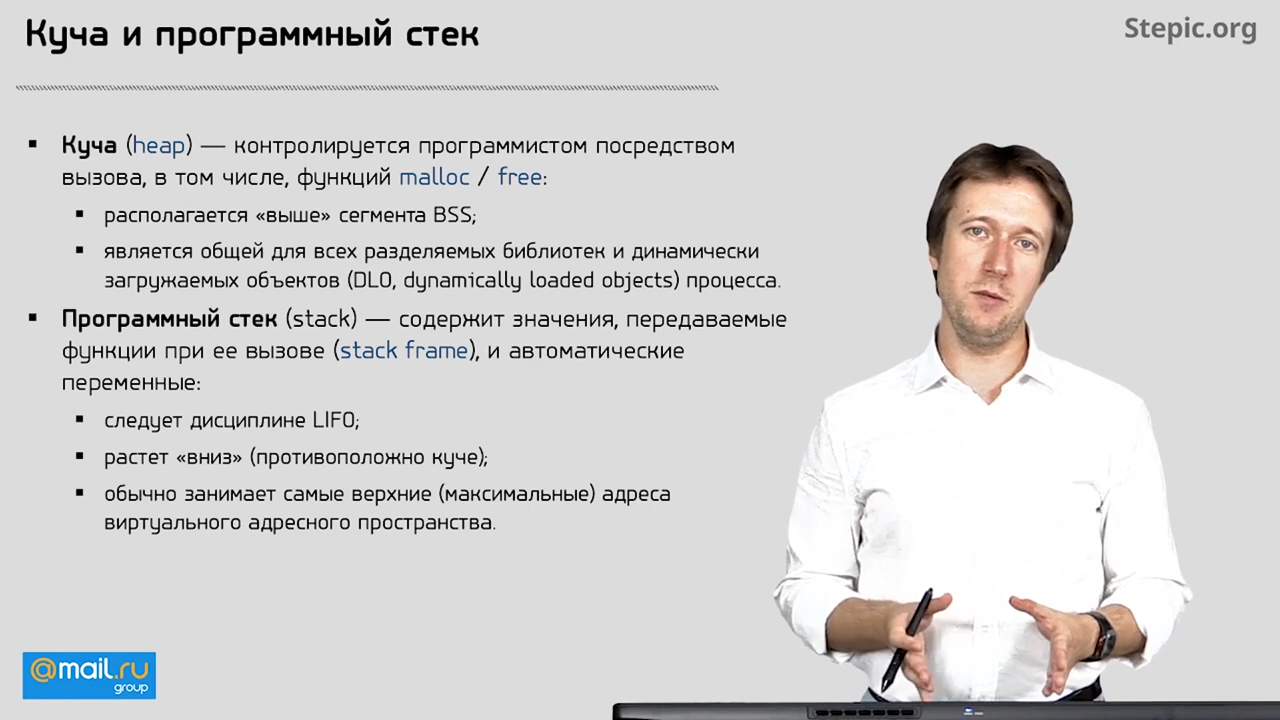 Куча и программный стек
Stepic.org
▪ Куча (heap) — контролируется программистом посредством
вызова, в том числе, функций malloc / free:
▪ располагается «выше» сегмента BSS;
▪ является общей для всех разделяемых библиотек и динамически
загружаемых объектов (DLO, dynamically loaded objects) процесса.
▪ Программный стек (stack) — содержит значения, передаваемые
функции при ее вызове (stack frame), и автоматические
переменные:
▪ следует дисциплине LIFO;
▪ растет «вниз» (противоположно куче);
▪ обычно занимает самые верхние (максимальные) адреса
виртуального адресного пространства.
@mail.ru
group